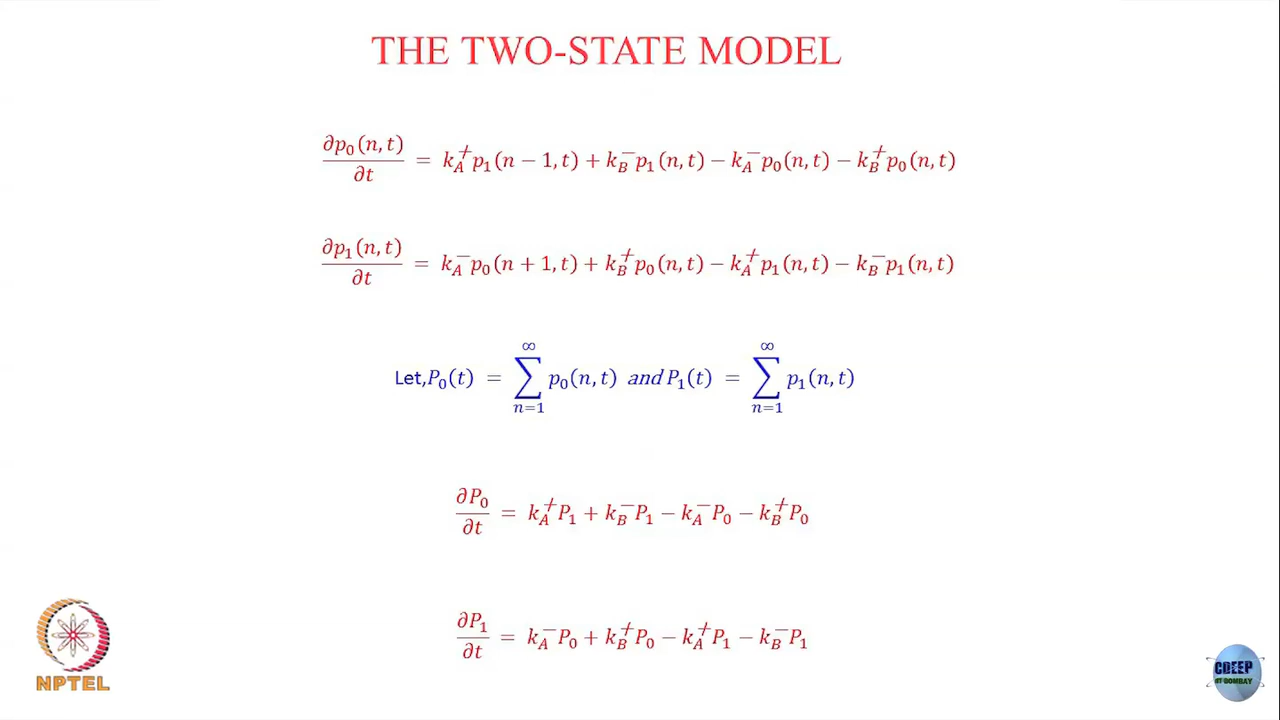 THE TWO-STATE MODEL
∂p₀(n,t)/∂t = k_A⁺p₁(n − 1, t) + k_B⁻p₁(n, t) − k_A⁻p₀(n, t) − k_B⁺p₀(n, t)
∂p₁(n,t)/∂t = k_A⁻p₀(n + 1, t) + k_B⁺p₀(n, t) − k_A⁺p₁(n, t) − k_B⁻p₁(n, t)
Let,P₀(t) = ∑_{n=1}^{∞} p₀(n, t) and P₁(t) = ∑_{n=1}^{∞} p₁(n, t)
∂P₀/∂t = k_A⁺P₁ + k_B⁻P₁ − k_A⁻P₀ − k_B⁺P₀
∂P₁/∂t = k_A⁻P₀ + k_B⁺P₀ − k_A⁺P₁ − k_B⁻P₁
NPTEL
CDEEP
IIT BOMBAY